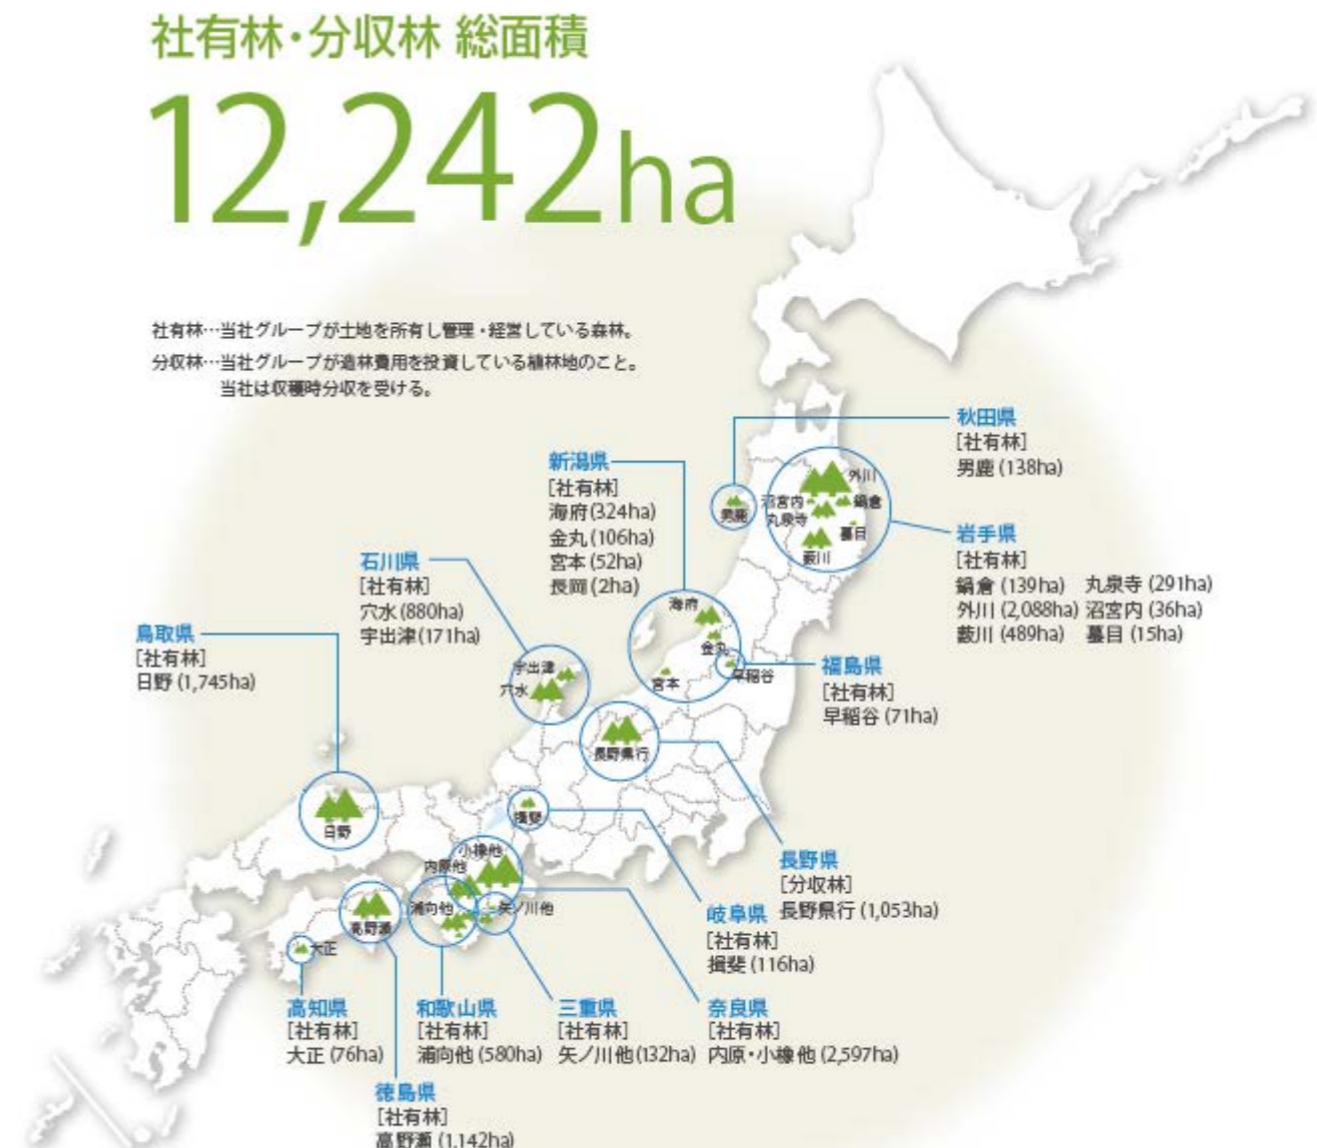 社有林・分収林 総面積
12,242ha
社有林…当社グループが土地を所有し管理・経営している森林。
分収林…当社グループが造林費用を投資している植林地のこと。
当社は収穫時分収を受ける。
秋田県
[社有林]
男鹿 (138ha)
岩手県
[社有林]
鍋倉 (139ha) 丸泉寺 (291ha)
外川 (2,088ha) 沼宮内 (36ha)
藪川 (489ha) 蟇目 (15ha)
新潟県
[社有林]
海府(324ha)
金丸 (106ha)
宮本 (52ha)
長岡 (2ha)
石川県
[社有林]
穴水 (880ha)
宇出津 (171ha)
鳥取県
[社有林]
日野 (1,745ha)
福島県
[社有林]
早稲谷 (71ha)
長野県
[分収林]
長野県行 (1,053ha)
岐阜県
[社有林]
揖斐 (116ha)
奈良県
[社有林]
内原・小橡他 (2,597ha)
三重県
[社有林]
矢ノ川他(132ha)
和歌山県
[社有林]
浦向他 (580ha)
高知県
[社有林]
大正 (76ha)
徳島県
[社有林]
高野瀬 (1,142ha)
外川
沼宮内
鍋倉
丸泉寺
蟇目
藪川
男鹿
海府
金丸
宮本
早稲谷
宇出津
穴水
長野県行
日野
揖斐
小橡他
内原他
浦向他
矢ノ川他
高野瀬
大正